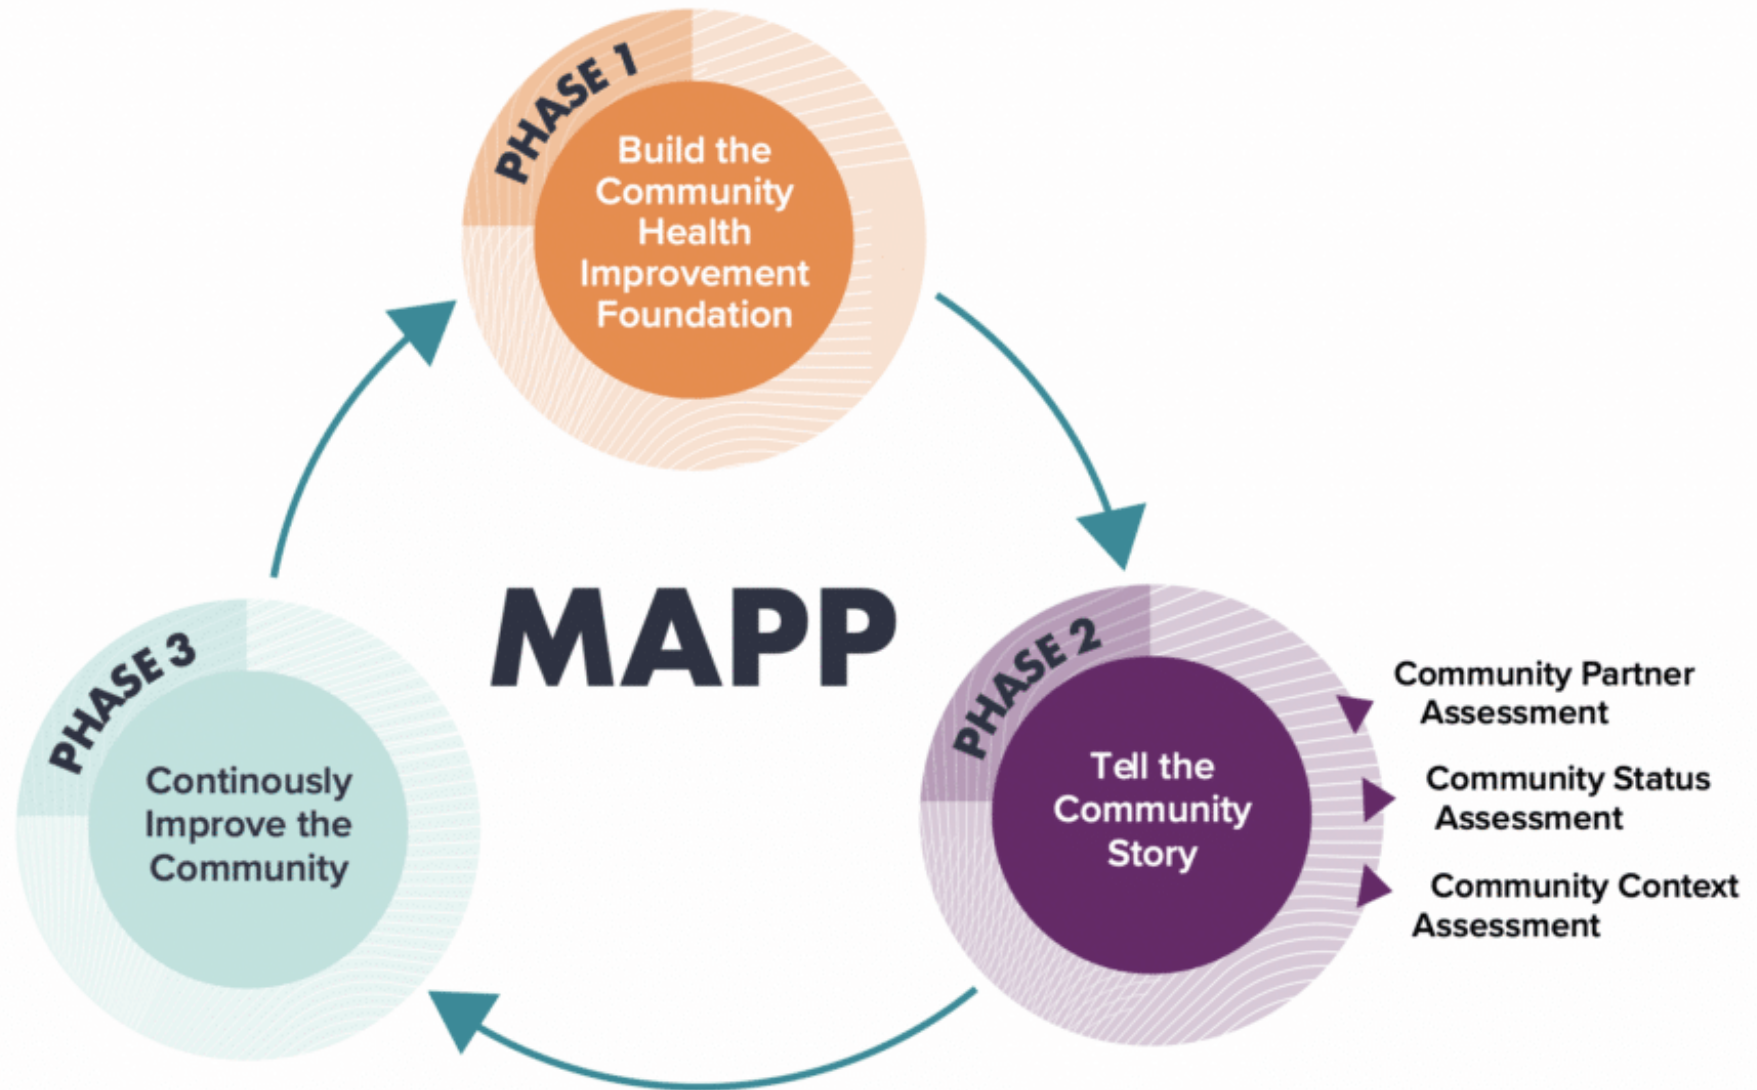 PHASE 1
Build the
Community
Health
Improvement
Foundation
MAPP
PHASE 2
Tell the
Community
Story
Community Partner
Assessment
Community Status
Assessment
Community Context
Assessment
PHASE 3
Continously
Improve the
Community